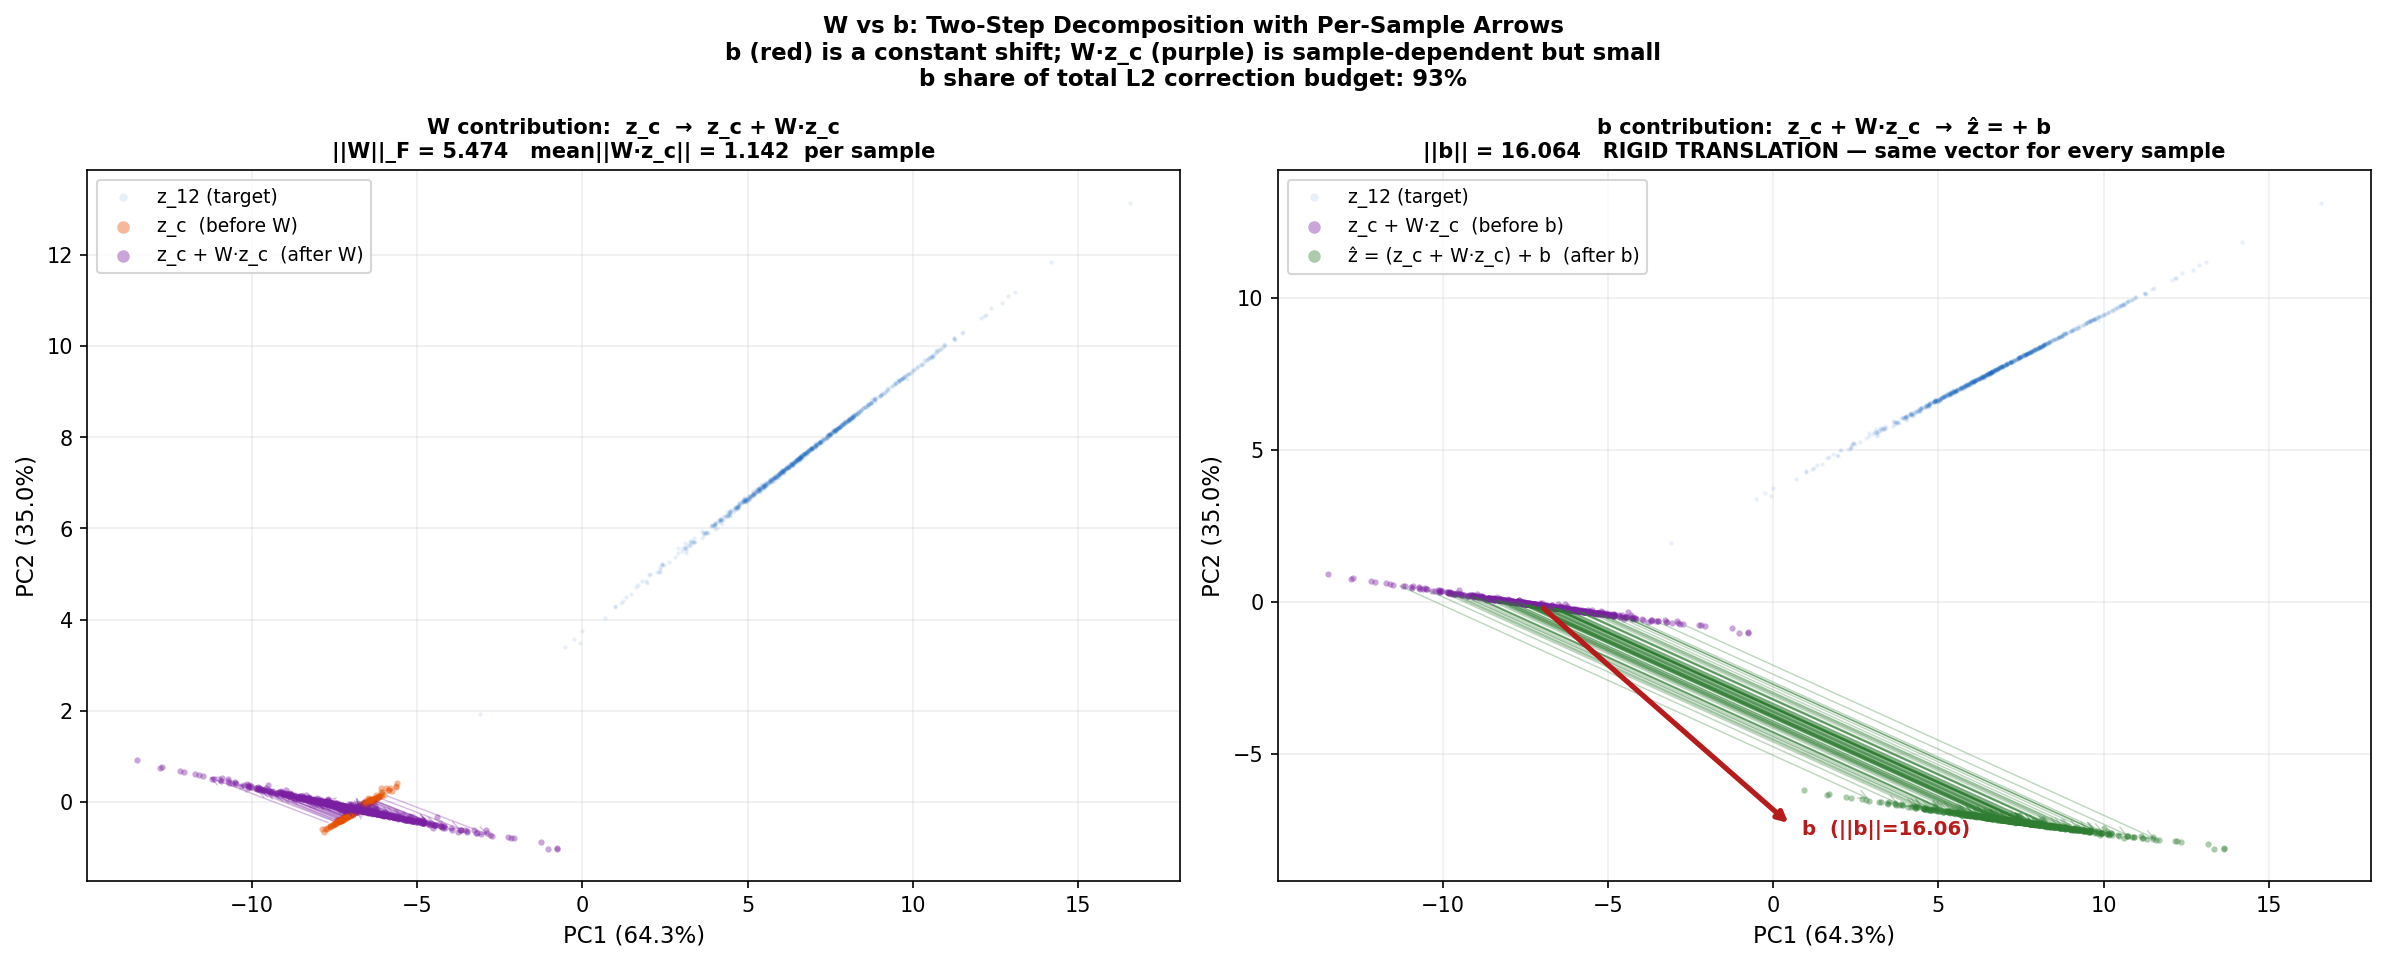 W vs b: Two-Step Decomposition with Per-Sample Arrows
b (red) is a constant shift; W·z_c (purple) is sample-dependent but small
b share of total L2 correction budget: 93%
W contribution:  z_c  →  z_c + W·z_c
||W||_F = 5.474   mean||W·z_c|| = 1.142  per sample
z_12 (target)
z_c  (before W)
z_c + W·z_c  (after W)
12
10
8
6
4
2
0
PC2 (35.0%)
−10
−5
0
5
10
15
PC1 (64.3%)
b contribution:  z_c + W·z_c  →  ẑ = + b
||b|| = 16.064   RIGID TRANSLATION — same vector for every sample
z_12 (target)
z_c + W·z_c  (before b)
ẑ = (z_c + W·z_c) + b  (after b)
10
5
0
−5
PC2 (35.0%)
b  (||b||=16.06)
−10
−5
0
5
10
15
PC1 (64.3%)